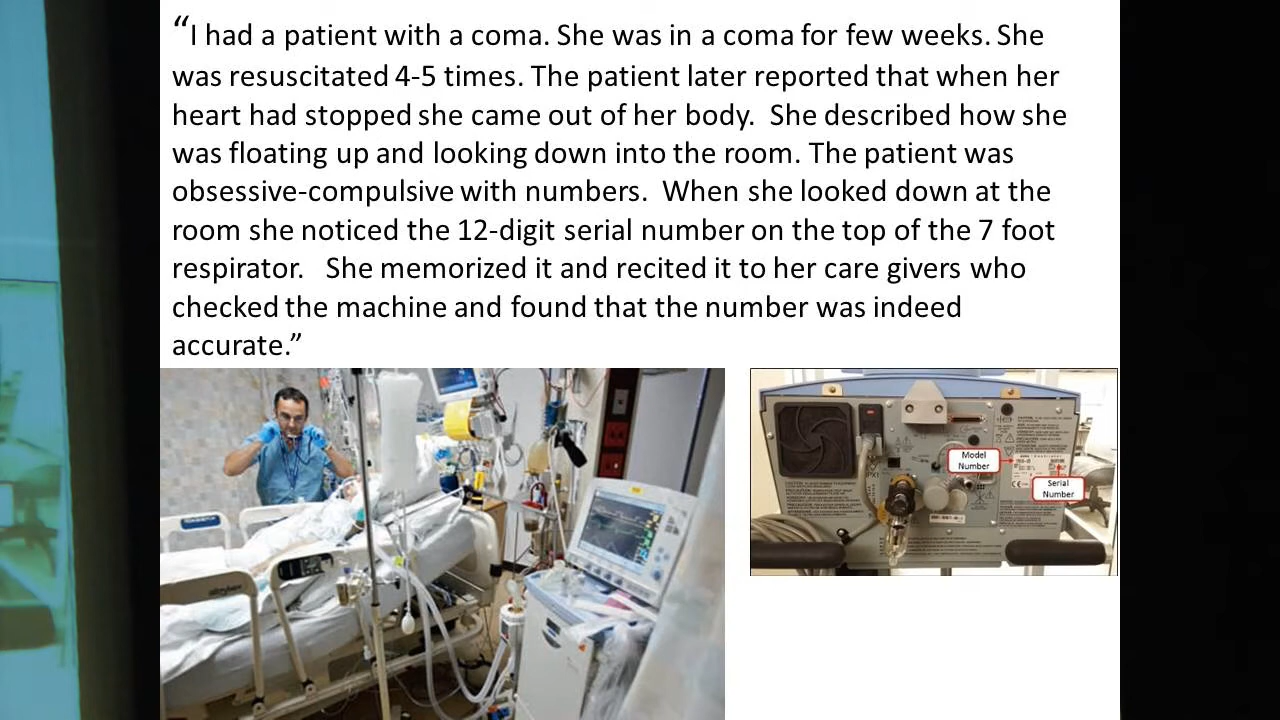 “I had a patient with a coma. She was in a coma for few weeks. She
was resuscitated 4-5 times. The patient later reported that when her
heart had stopped she came out of her body.  She described how she
was floating up and looking down into the room. The patient was
obsessive-compulsive with numbers.  When she looked down at the
room she noticed the 12-digit serial number on the top of the 7 foot
respirator.   She memorized it and recited it to her care givers who
checked the machine and found that the number was indeed
accurate.”
Model
Number
Serial
Number
stryker